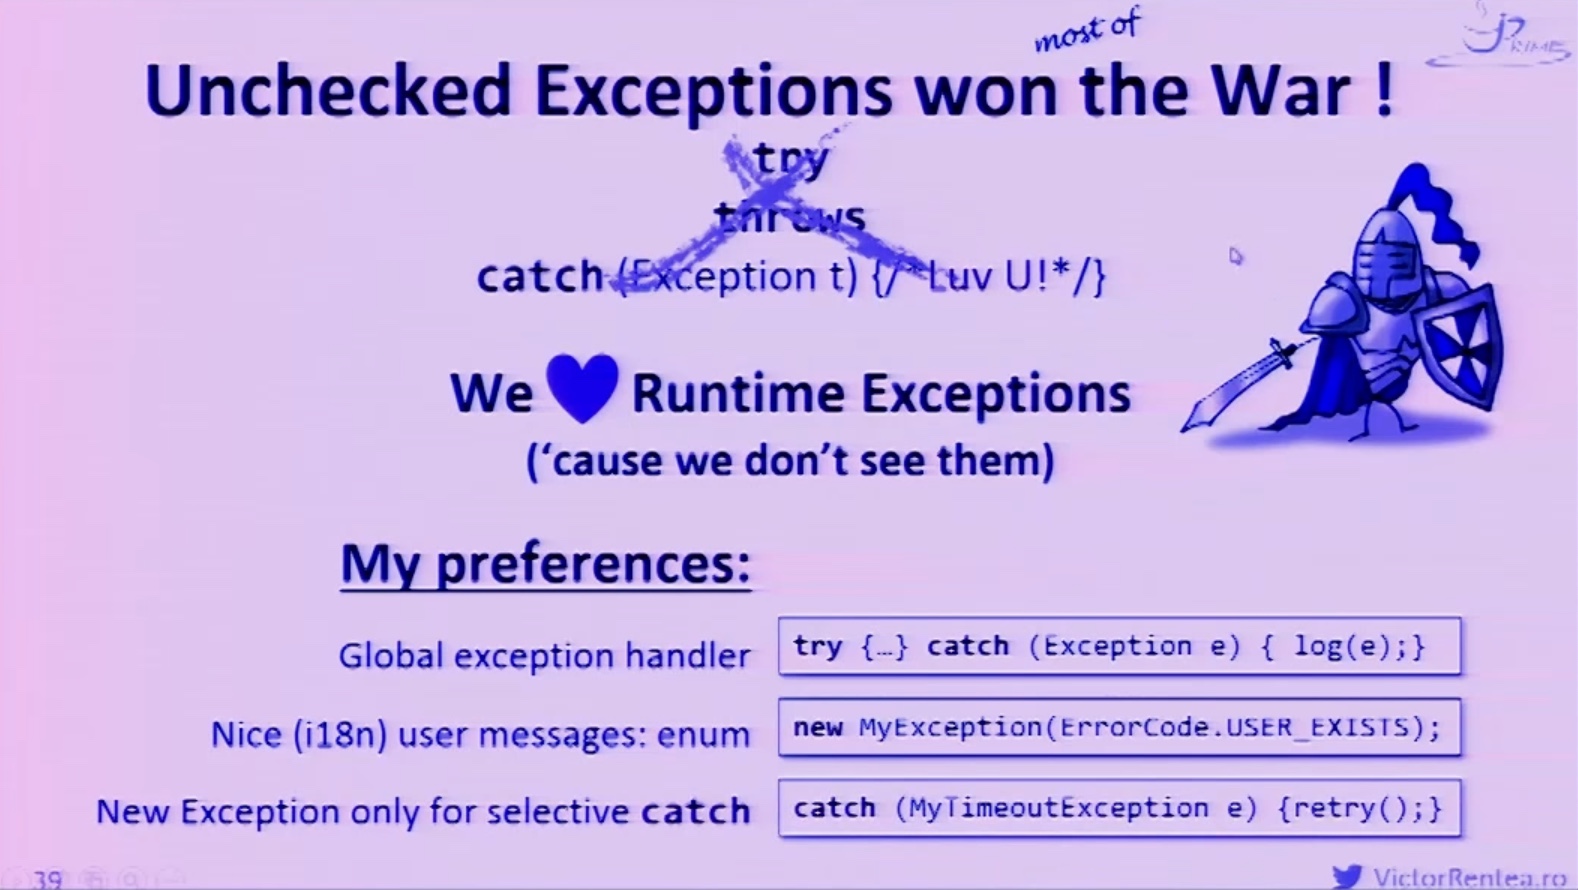 most of
Unchecked Exceptions won the War !
try
throws
catch (Exception t) {/*Luv U!*/}
We Runtime Exceptions
(‘cause we don’t see them)
My preferences:
Global exception handler
try {…} catch (Exception e) { log(e);}
Nice (i18n) user messages: enum
new MyException(ErrorCode.USER_EXISTS);
New Exception only for selective catch
catch (MyTimeoutException e) {retry();}
39
VictorRentea.ro
JPRIME